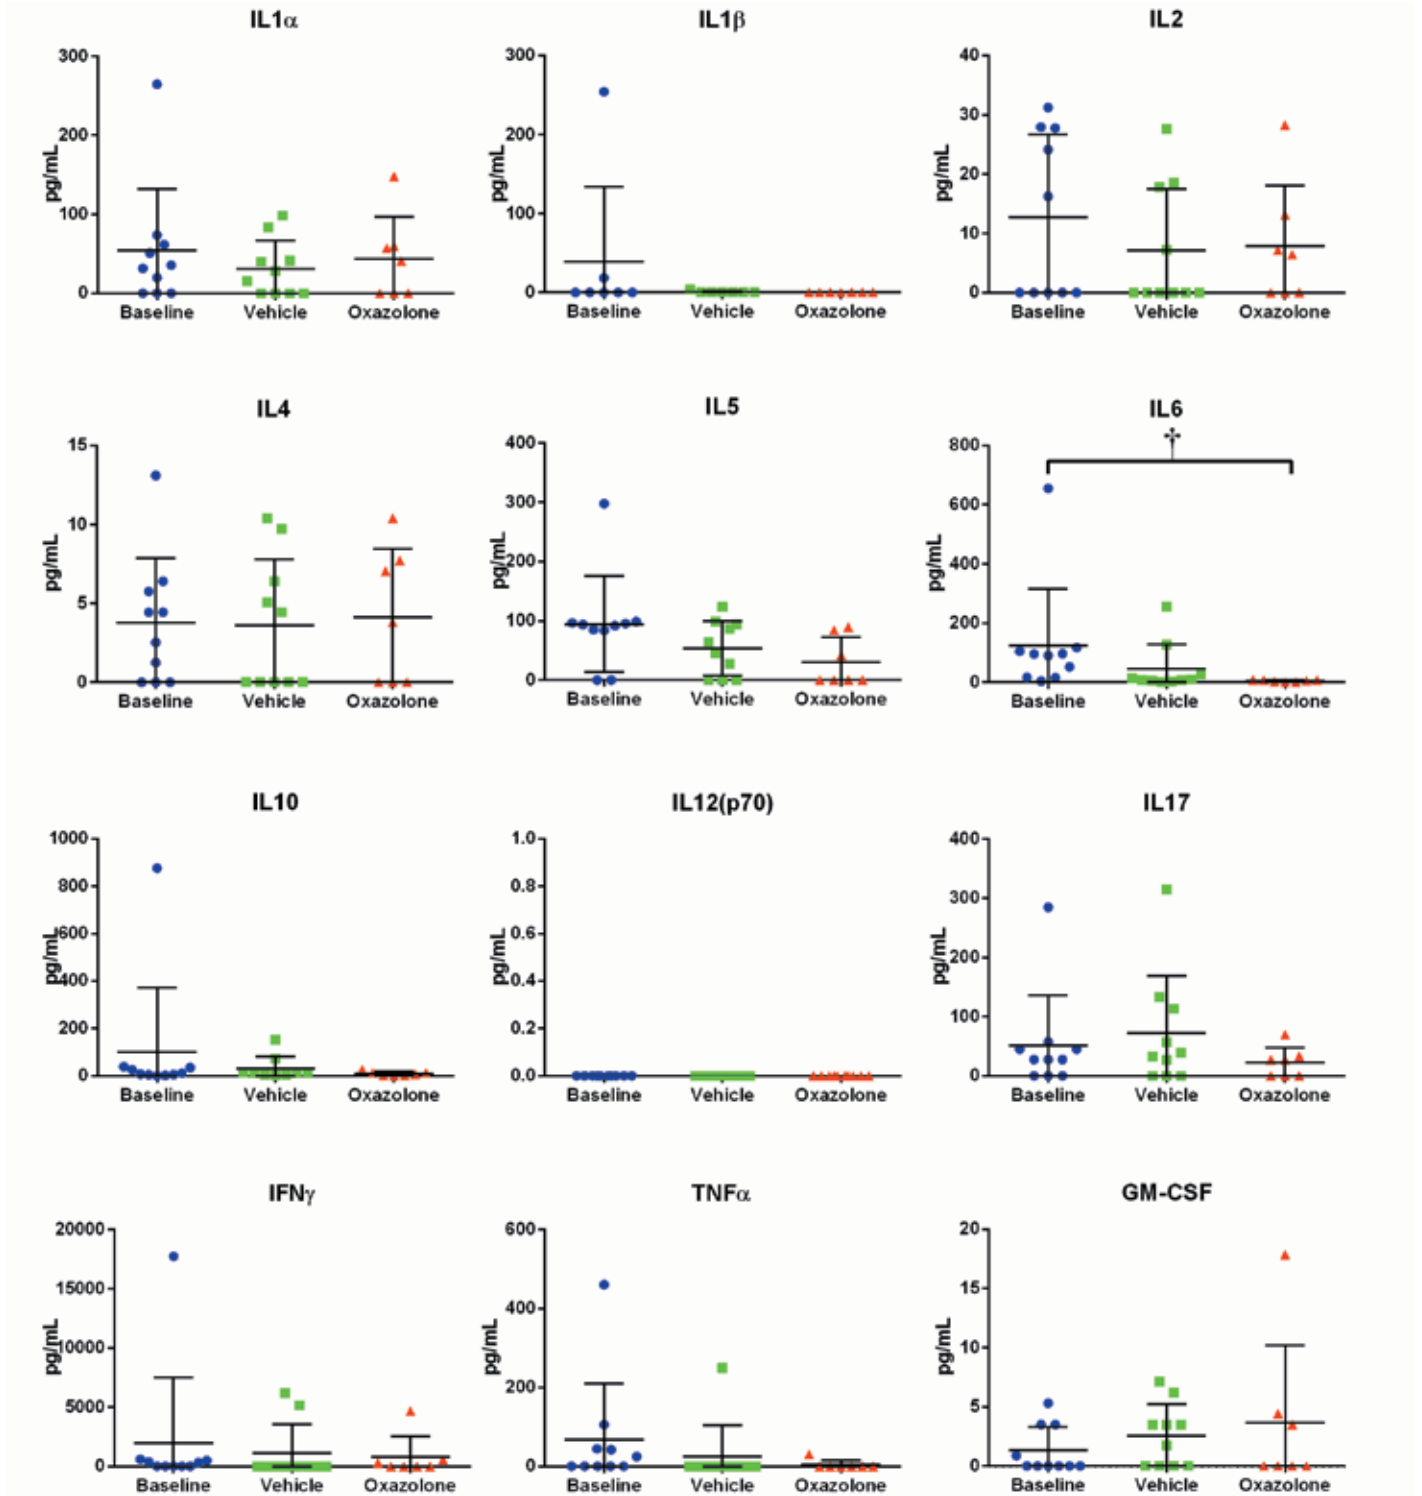 IL1α IL1β IL2
300 300 40
200 200 30
100 100 20
0 0 10
0
pg/mL pg/mL pg/mL
Baseline Vehicle Oxazolone Baseline Vehicle Oxazolone Baseline Vehicle Oxazolone
IL4 IL5 IL6
†
15 400 800
10 300 600
5 200 400
0 100 200
0 0
pg/mL pg/mL pg/mL
Baseline Vehicle Oxazolone Baseline Vehicle Oxazolone Baseline Vehicle Oxazolone
IL10 IL12(p70) IL17
1000 1.0 400
800 0.8 300
600 0.6 200
400 0.4 100
200 0.2 0
0 0.0
pg/mL pg/mL pg/mL
Baseline Vehicle Oxazolone Baseline Vehicle Oxazolone Baseline Vehicle Oxazolone
IFNγ TNFα GM-CSF
20000 600 20
15000 400 15
10000 200 10
5000 0 5
0 0
pg/mL pg/mL pg/mL
Baseline Vehicle Oxazolone Baseline Vehicle Oxazolone Baseline Vehicle Oxazolone